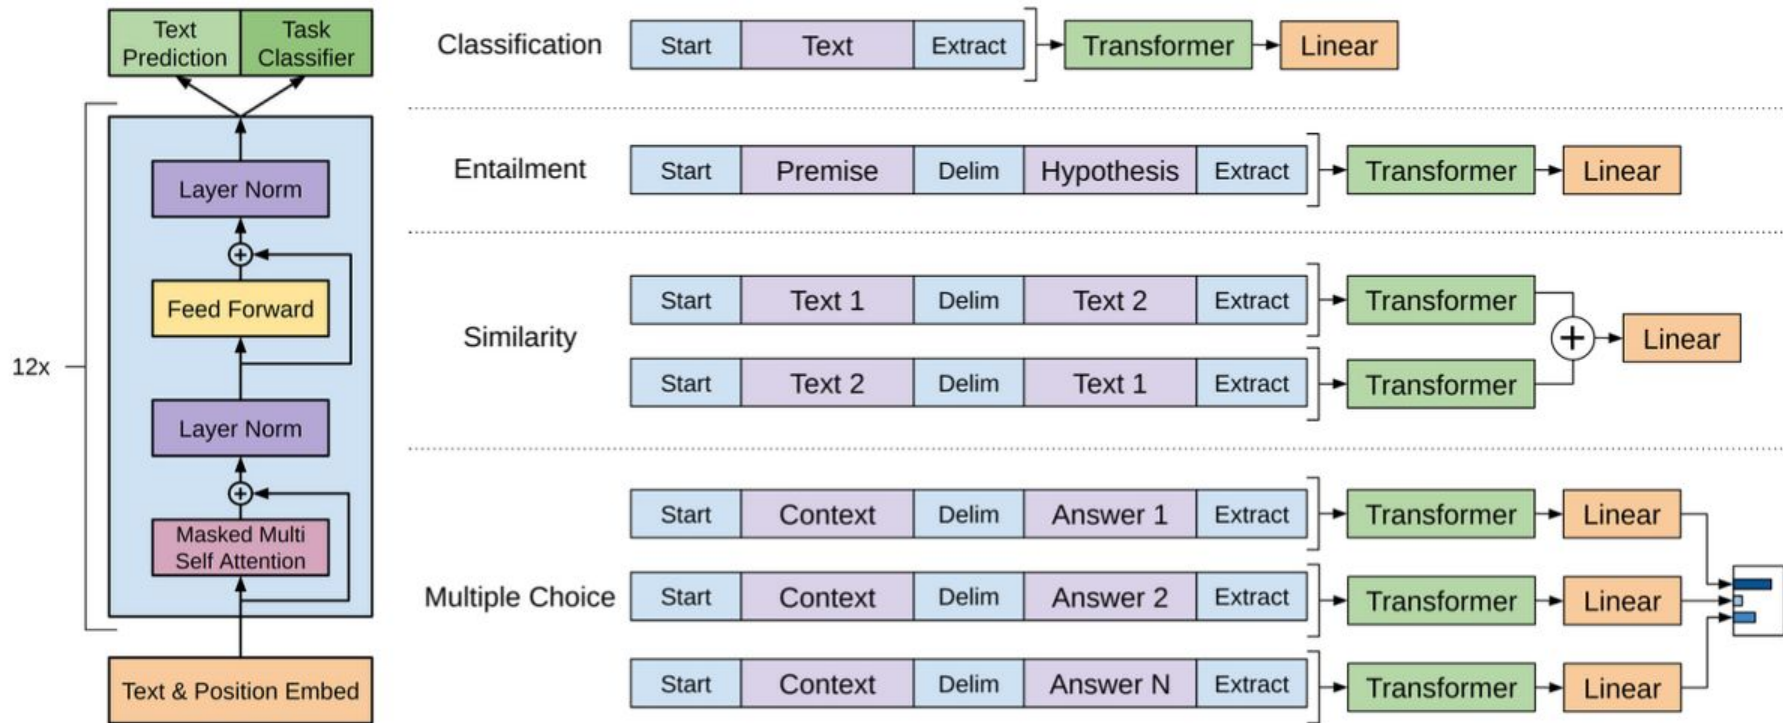 Text
Prediction
Task
Classifier
12x
Layer Norm
Feed Forward
Layer Norm
Masked Multi
Self Attention
Text & Position Embed
Classification Start Text Extract Transformer Linear
Entailment Start Premise Delim Hypothesis Extract Transformer Linear
Similarity
Start Text 1 Delim Text 2 Extract Transformer
Start Text 2 Delim Text 1 Extract Transformer
Linear
Multiple Choice
Start Context Delim Answer 1 Extract Transformer Linear
Start Context Delim Answer 2 Extract Transformer Linear
Start Context Delim Answer N Extract Transformer Linear